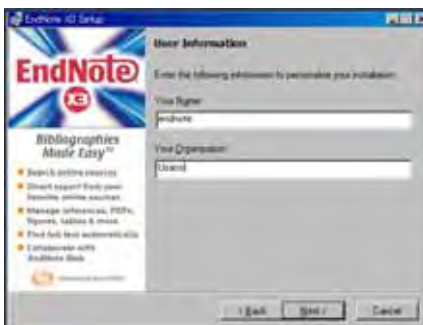 EndNote X3 Setup
EndNote
X3
Bibliographies
Made Easy™
Search online sources
Direct export from your
favorite online sources
Manage references, PDFs,
figures, tables & more
Find full text automatically
Collaborate with
EndNote Web
User Information
Enter the following information to personalize your installation.
Your Name:
endnote
Your Organization:
Users
< Back
Next >
Cancel